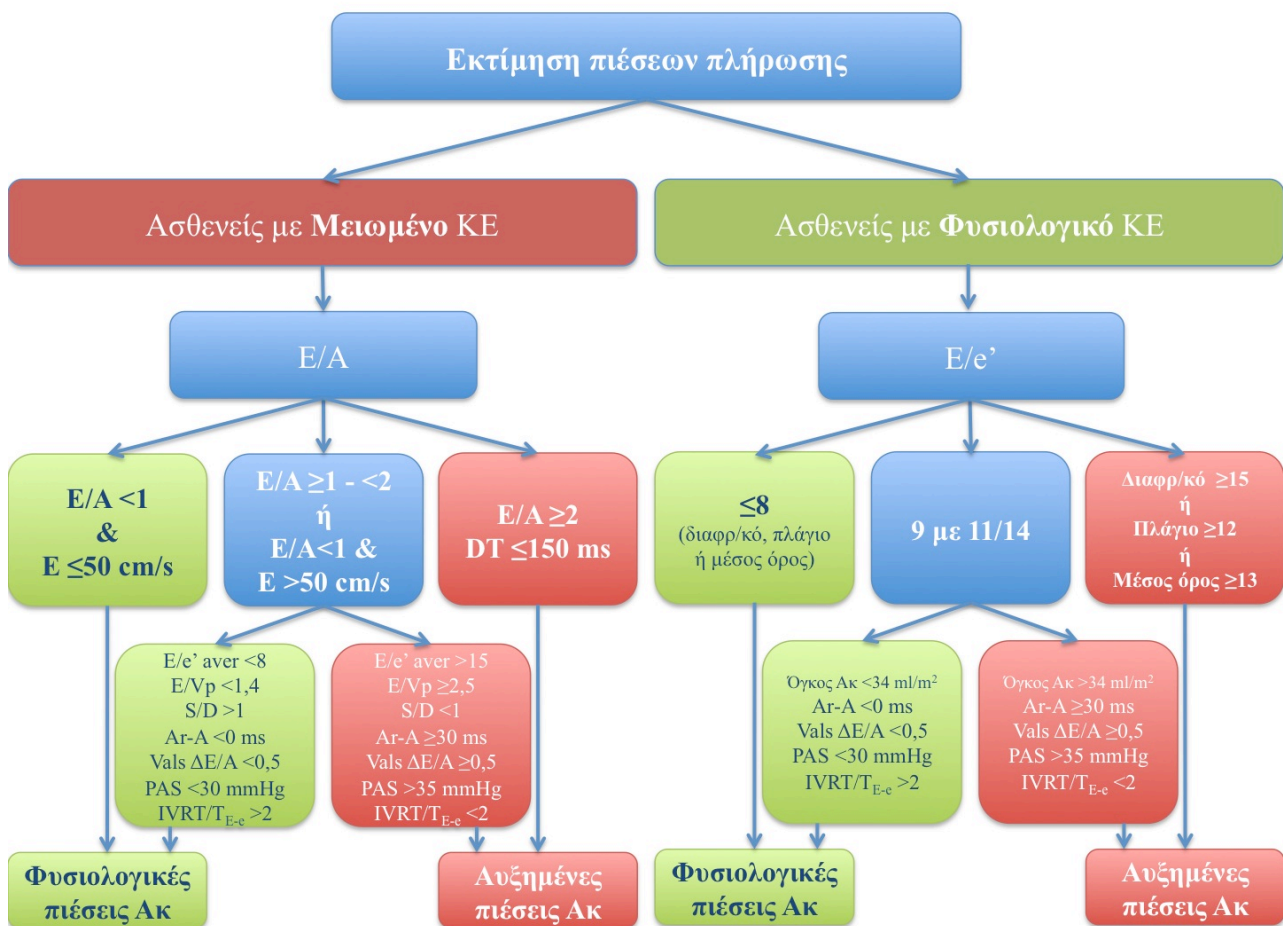 Εκτίμηση πιέσεων πλήρωσης
Ασθενείς με Μειωμένο ΚΕ
Ασθενείς με Φυσιολογικό ΚΕ
E/A
E/e’
E/A <1
&
E ≤50 cm/s
E/A ≥1 - <2
ή
E/A<1 &
E >50 cm/s
E/A ≥2
DT ≤150 ms
≤8
(διαφρ/κό, πλάγιο
ή μέσος όρος)
9 με 11/14
Διαφρ/κό ≥15
ή
Πλάγιο ≥12
ή
Μέσος όρος ≥13
E/e’ aver <8
E/Vp <1,4
S/D >1
Ar-A <0 ms
Vals ΔE/A <0,5
PAS <30 mmHg
IVRT/T_E-e >2
E/e’ aver >15
E/Vp ≥2,5
S/D <1
Ar-A ≥30 ms
Vals ΔE/A ≥0,5
PAS >35 mmHg
IVRT/T_E-e <2
Όγκος Ακ <34 ml/m²
Ar-A <0 ms
Vals ΔE/A <0,5
PAS <30 mmHg
IVRT/T_E-e >2
Όγκος Ακ >34 ml/m²
Ar-A ≥30 ms
Vals ΔE/A ≥0,5
PAS >35 mmHg
IVRT/T_E-e <2
Φυσιολογικές
πιέσεις Ακ
Αυξημένες
πιέσεις Ακ
Φυσιολογικές
πιέσεις Ακ
Αυξημένες
πιέσεις Ακ